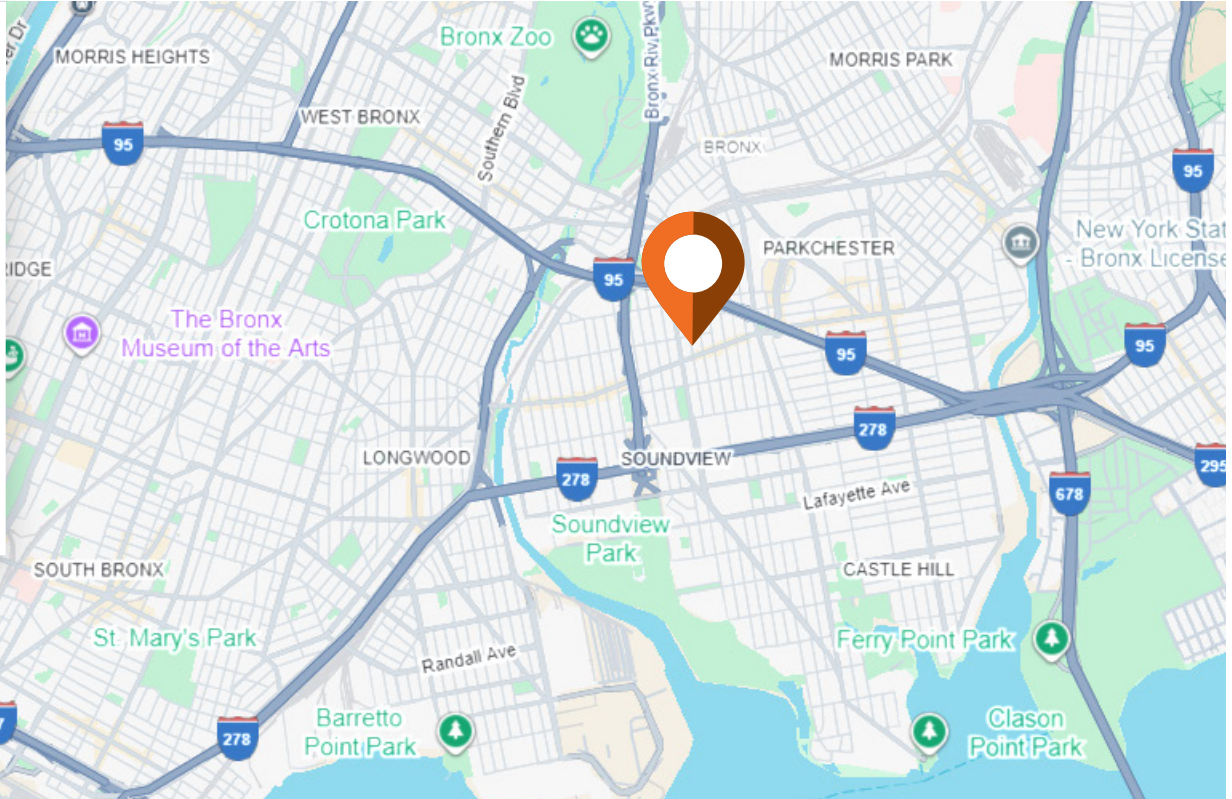 Bronx Zoo
Bronx Riv Pkwy
MORRIS HEIGHTS
MORRIS PARK
Southern Blvd
WEST BRONX
95
BRONX
95
Crotona Park
New York Stat
- Bronx License
PARKCHESTER
RIDGE
95
The Bronx
Museum of the Arts
95
95
278
LONGWOOD
SOUNDVIEW
295
278
678
Lafayette Ave
Soundview
Park
SOUTH BRONX
CASTLE HILL
St. Mary's Park
Ferry Point Park
Randall Ave
Barretto
Point Park
Clason
Point Park
7
278